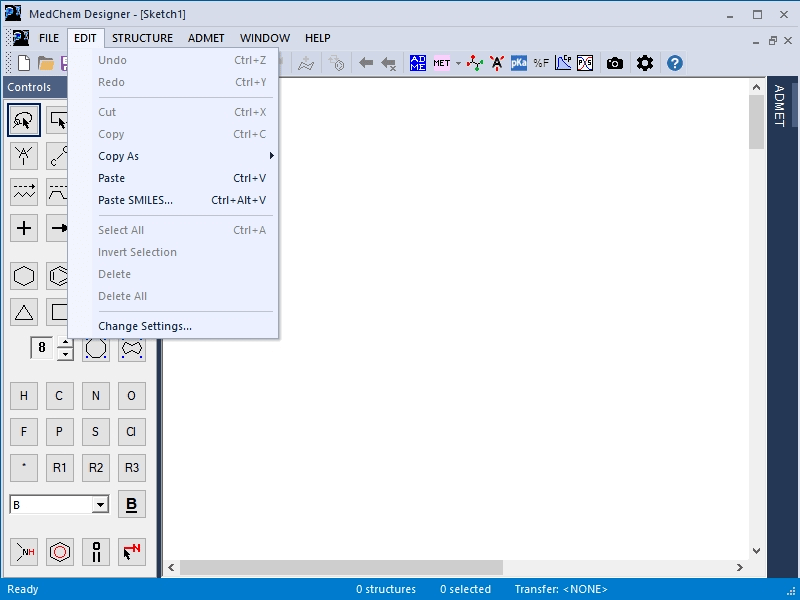 MedChem Designer - [Sketch1]
FILE EDIT STRUCTURE ADMET WINDOW HELP
AD
ME MET pKa %F Cp
Controls
Undo Ctrl+Z
Redo Ctrl+Y
Cut Ctrl+X
Copy Ctrl+C
Copy As
Paste Ctrl+V
Paste SMILES... Ctrl+Alt+V
Select All Ctrl+A
Invert Selection
Delete
Delete All
Change Settings...
ADMET
8
H C N O
F P S Cl
* R1 R2 R3
B B
NH N
Ready 0 structures 0 selected Transfer: <NONE>